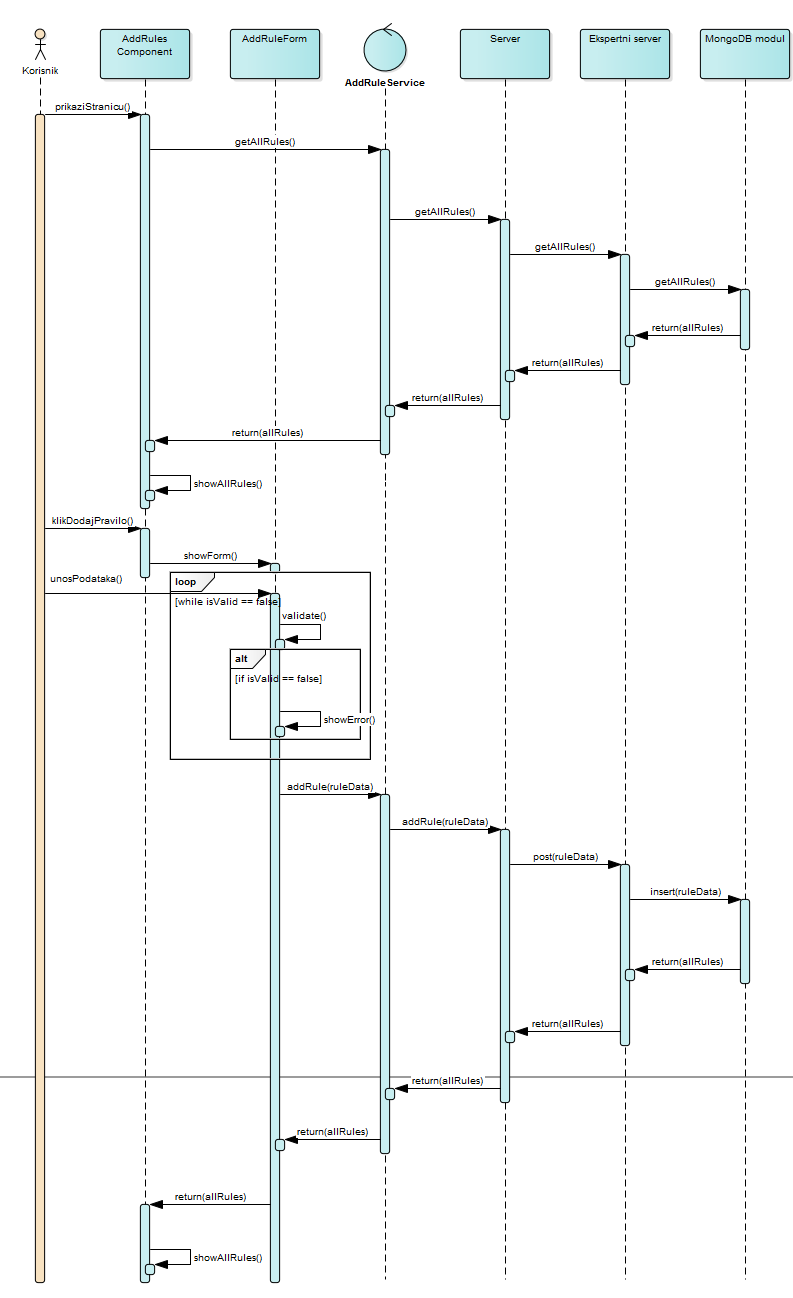 AddRules
Component
AddRuleForm
Server
Ekspertni server
MongoDB modul
Korisnik
AddRuleService
prikaziStranicu()
getAllRules()
getAllRules()
getAllRules()
getAllRules()
return(allRules)
return(allRules)
return(allRules)
return(allRules)
showAllRules()
klikDodajPravilo()
showForm()
unosPodataka()
loop
[while isValid == false]
validate()
alt
[if isValid == false]
showError()
addRule(ruleData)
addRule(ruleData)
post(ruleData)
insert(ruleData)
return(allRules)
return(allRules)
return(allRules)
return(allRules)
return(allRules)
showAllRules()